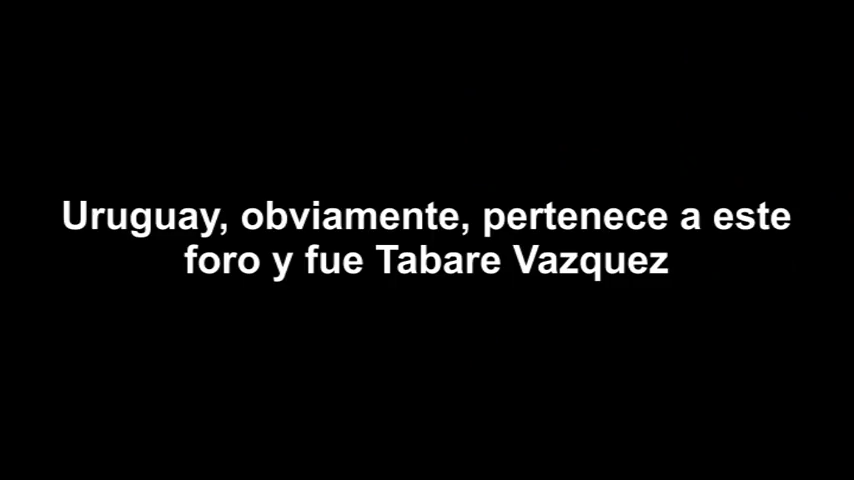 Uruguay, obviamente, pertenece a este
foro y fue Tabare Vazquez